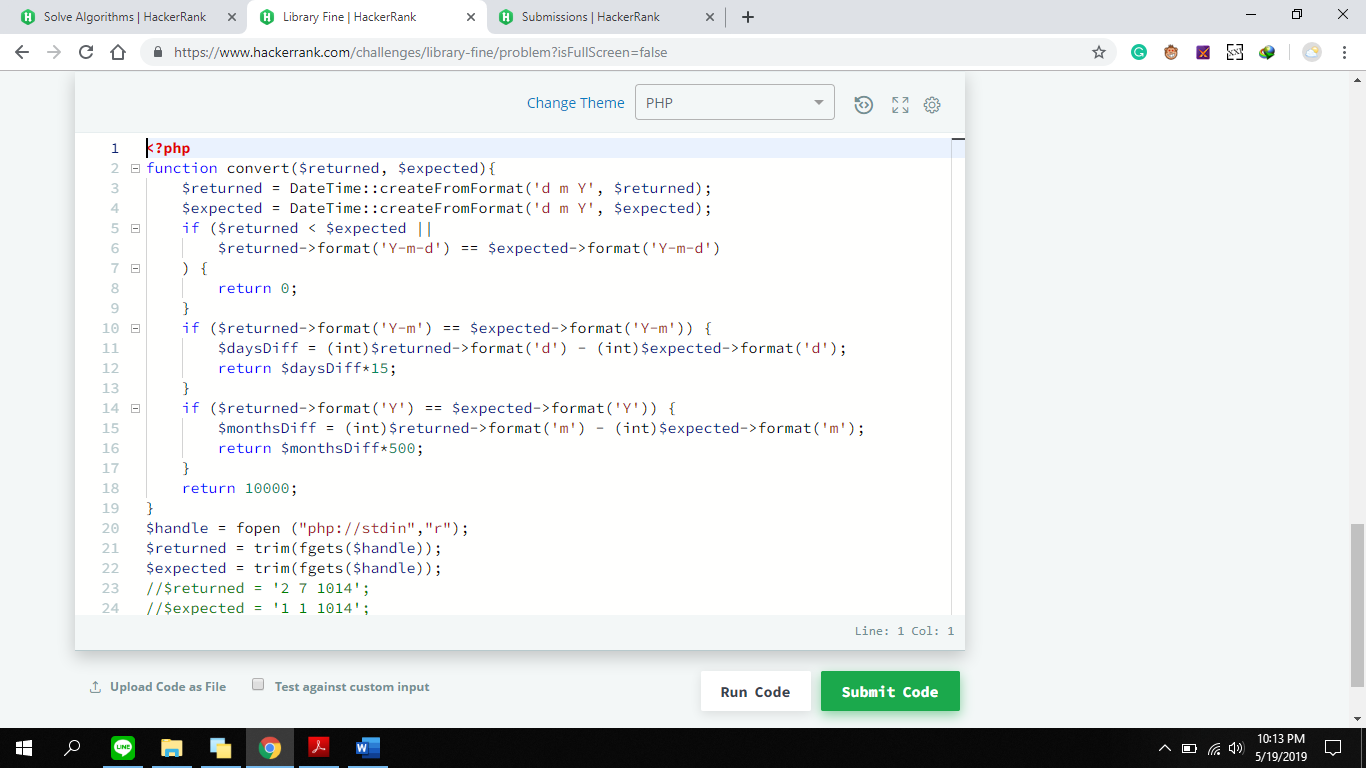 Solve Algorithms | HackerRank
Library Fine | HackerRank
Submissions | HackerRank
https://www.hackerrank.com/challenges/library-fine/problem?isFullScreen=false
Change Theme PHP
1 <?php
2 function convert($returned, $expected){
3 $returned = DateTime::createFromFormat('d m Y', $returned);
4 $expected = DateTime::createFromFormat('d m Y', $expected);
5 if ($returned < $expected ||
6 $returned->format('Y-m-d') == $expected->format('Y-m-d')
7 ) {
8 return 0;
9 }
10 if ($returned->format('Y-m') == $expected->format('Y-m')) {
11 $daysDiff = (int)$returned->format('d') - (int)$expected->format('d');
12 return $daysDiff*15;
13 }
14 if ($returned->format('Y') == $expected->format('Y')) {
15 $monthsDiff = (int)$returned->format('m') - (int)$expected->format('m');
16 return $monthsDiff*500;
17 }
18 return 10000;
19 }
20 $handle = fopen ("php://stdin","r");
21 $returned = trim(fgets($handle));
22 $expected = trim(fgets($handle));
23 //$returned = '2 7 1014';
24 //$expected = '1 1 1014';
Line: 1 Col: 1
Upload Code as File Test against custom input Run Code Submit Code
LINE
10:13 PM
5/19/2019